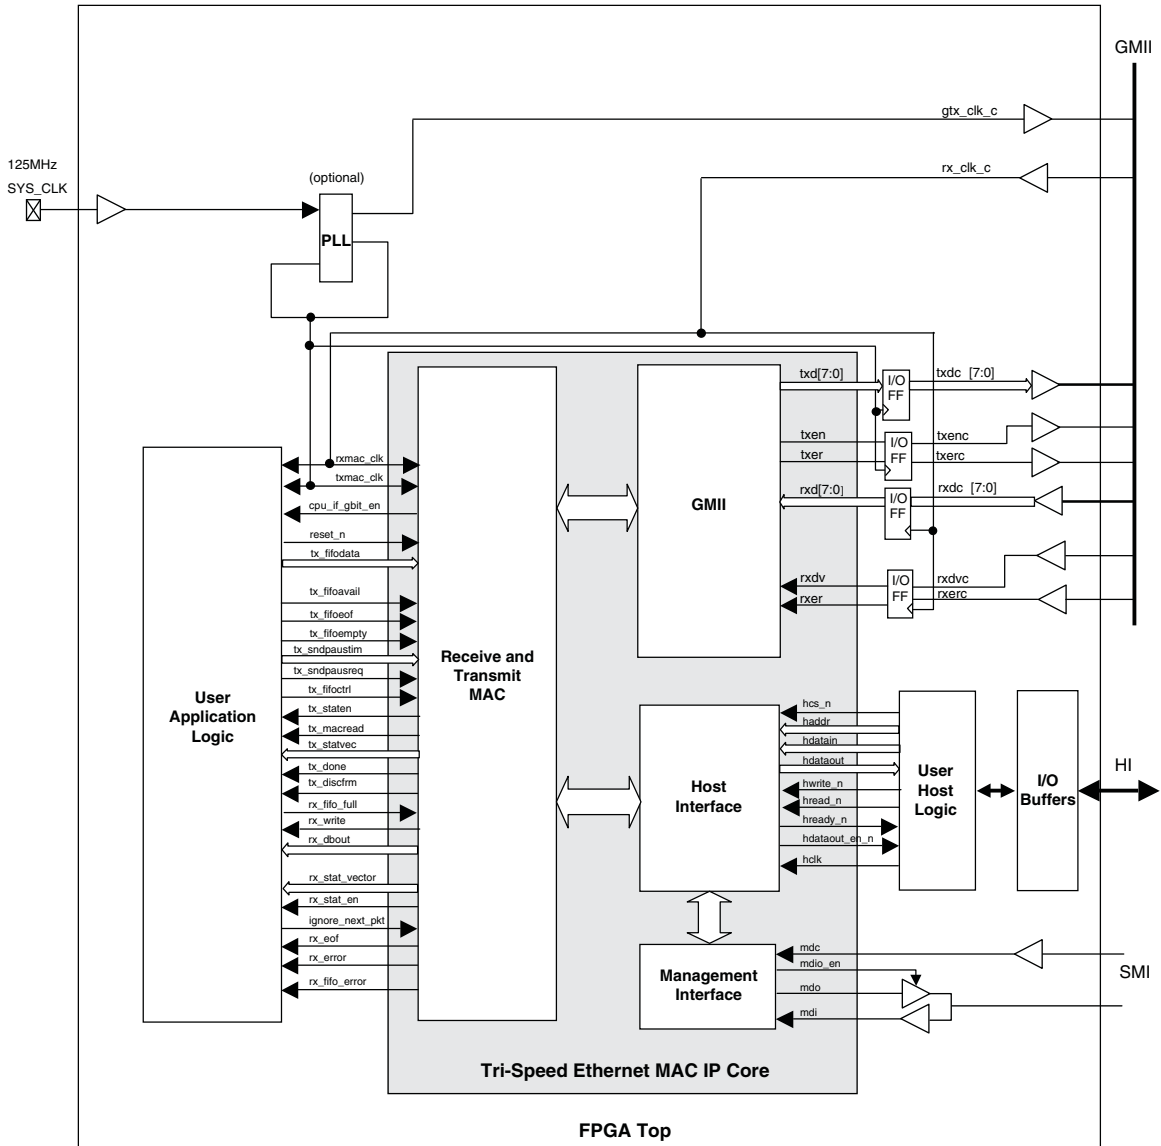 GMII
gtx_clk_c
125MHz
SYS_CLK
(optional)
rx_clk_c
PLL
txd[7:0]
I/O
FF
txdc [7:0]
txen
txer
I/O
FF
txenc
txerc
rxd[7:0]
I/O
FF
rxdc [7:0]
GMII
rxdv
rxer
I/O
FF
rxdvc
rxerc
rxmac_clk
txmac_clk
cpu_if_gbit_en
reset_n
tx_fifodata
tx_fifoavail
tx_fifoeof
tx_fifoempty
tx_sndpaustim
tx_sndpausreq
tx_fifoctrl
tx_staten
tx_macread
tx_statvec
tx_done
tx_discfrm
rx_fifo_full
rx_write
rx_dbout
rx_stat_vector
rx_stat_en
ignore_next_pkt
rx_eof
rx_error
rx_fifo_error
User
Application
Logic
Receive and
Transmit
MAC
Host
Interface
hcs_n
haddr
hdatain
hdataout
hwrite_n
hread_n
hready_n
hdataout_en_n
hclk
User
Host
Logic
I/O
Buffers
HI
Management
Interface
mdc
mdio_en
mdo
mdi
SMI
Tri-Speed Ethernet MAC IP Core
FPGA Top